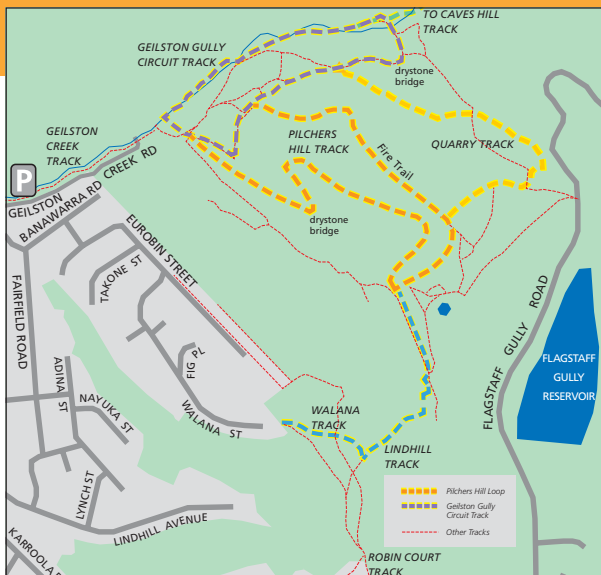 TO CAVES HILL
TRACK
GEILSTON GULLY
CIRCUIT TRACK
drystone
bridge
GEILSTON
CREEK
TRACK
PILCHERS
HILL TRACK
Fire Trail
QUARRY TRACK
P
GEILSTON CREEK RD
BANAWARRA RD
drystone
bridge
EUROBIN STREET
TAKONE ST
FAIRFIELD ROAD
FIG PL
ADINA ST
NAYUKA ST
WALANA ST
WALANA
TRACK
FLAGSTAFF GULLY ROAD
FLAGSTAFF
GULLY
RESERVOIR
LINDHILL
TRACK
LYNCH ST
LINDHILL AVENUE
Pilchers Hill Loop
Geilston Gully
Circuit Track
Other Tracks
ROBIN COURT
TRACK